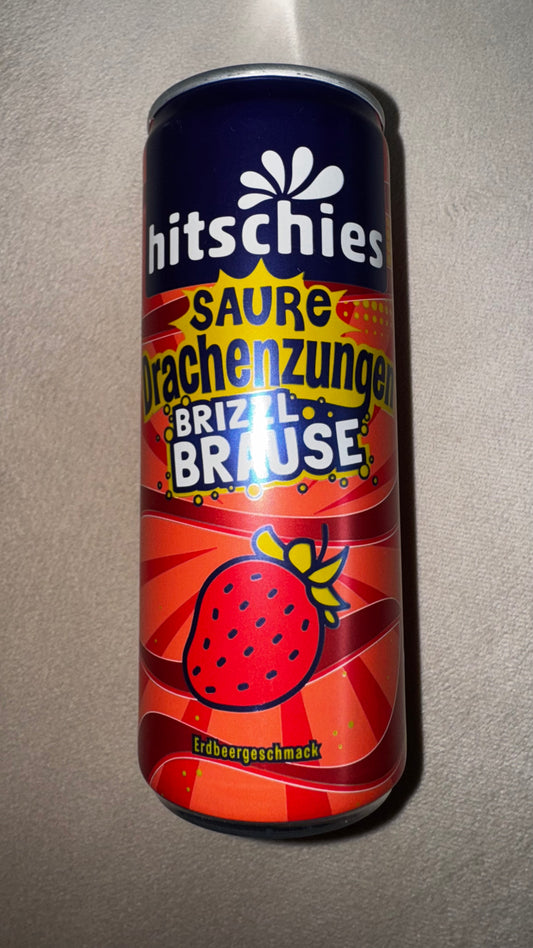 hitschies
SAURE
Drachenzungen
BRIZZL
BRAUSE
Erdbeergeschmack